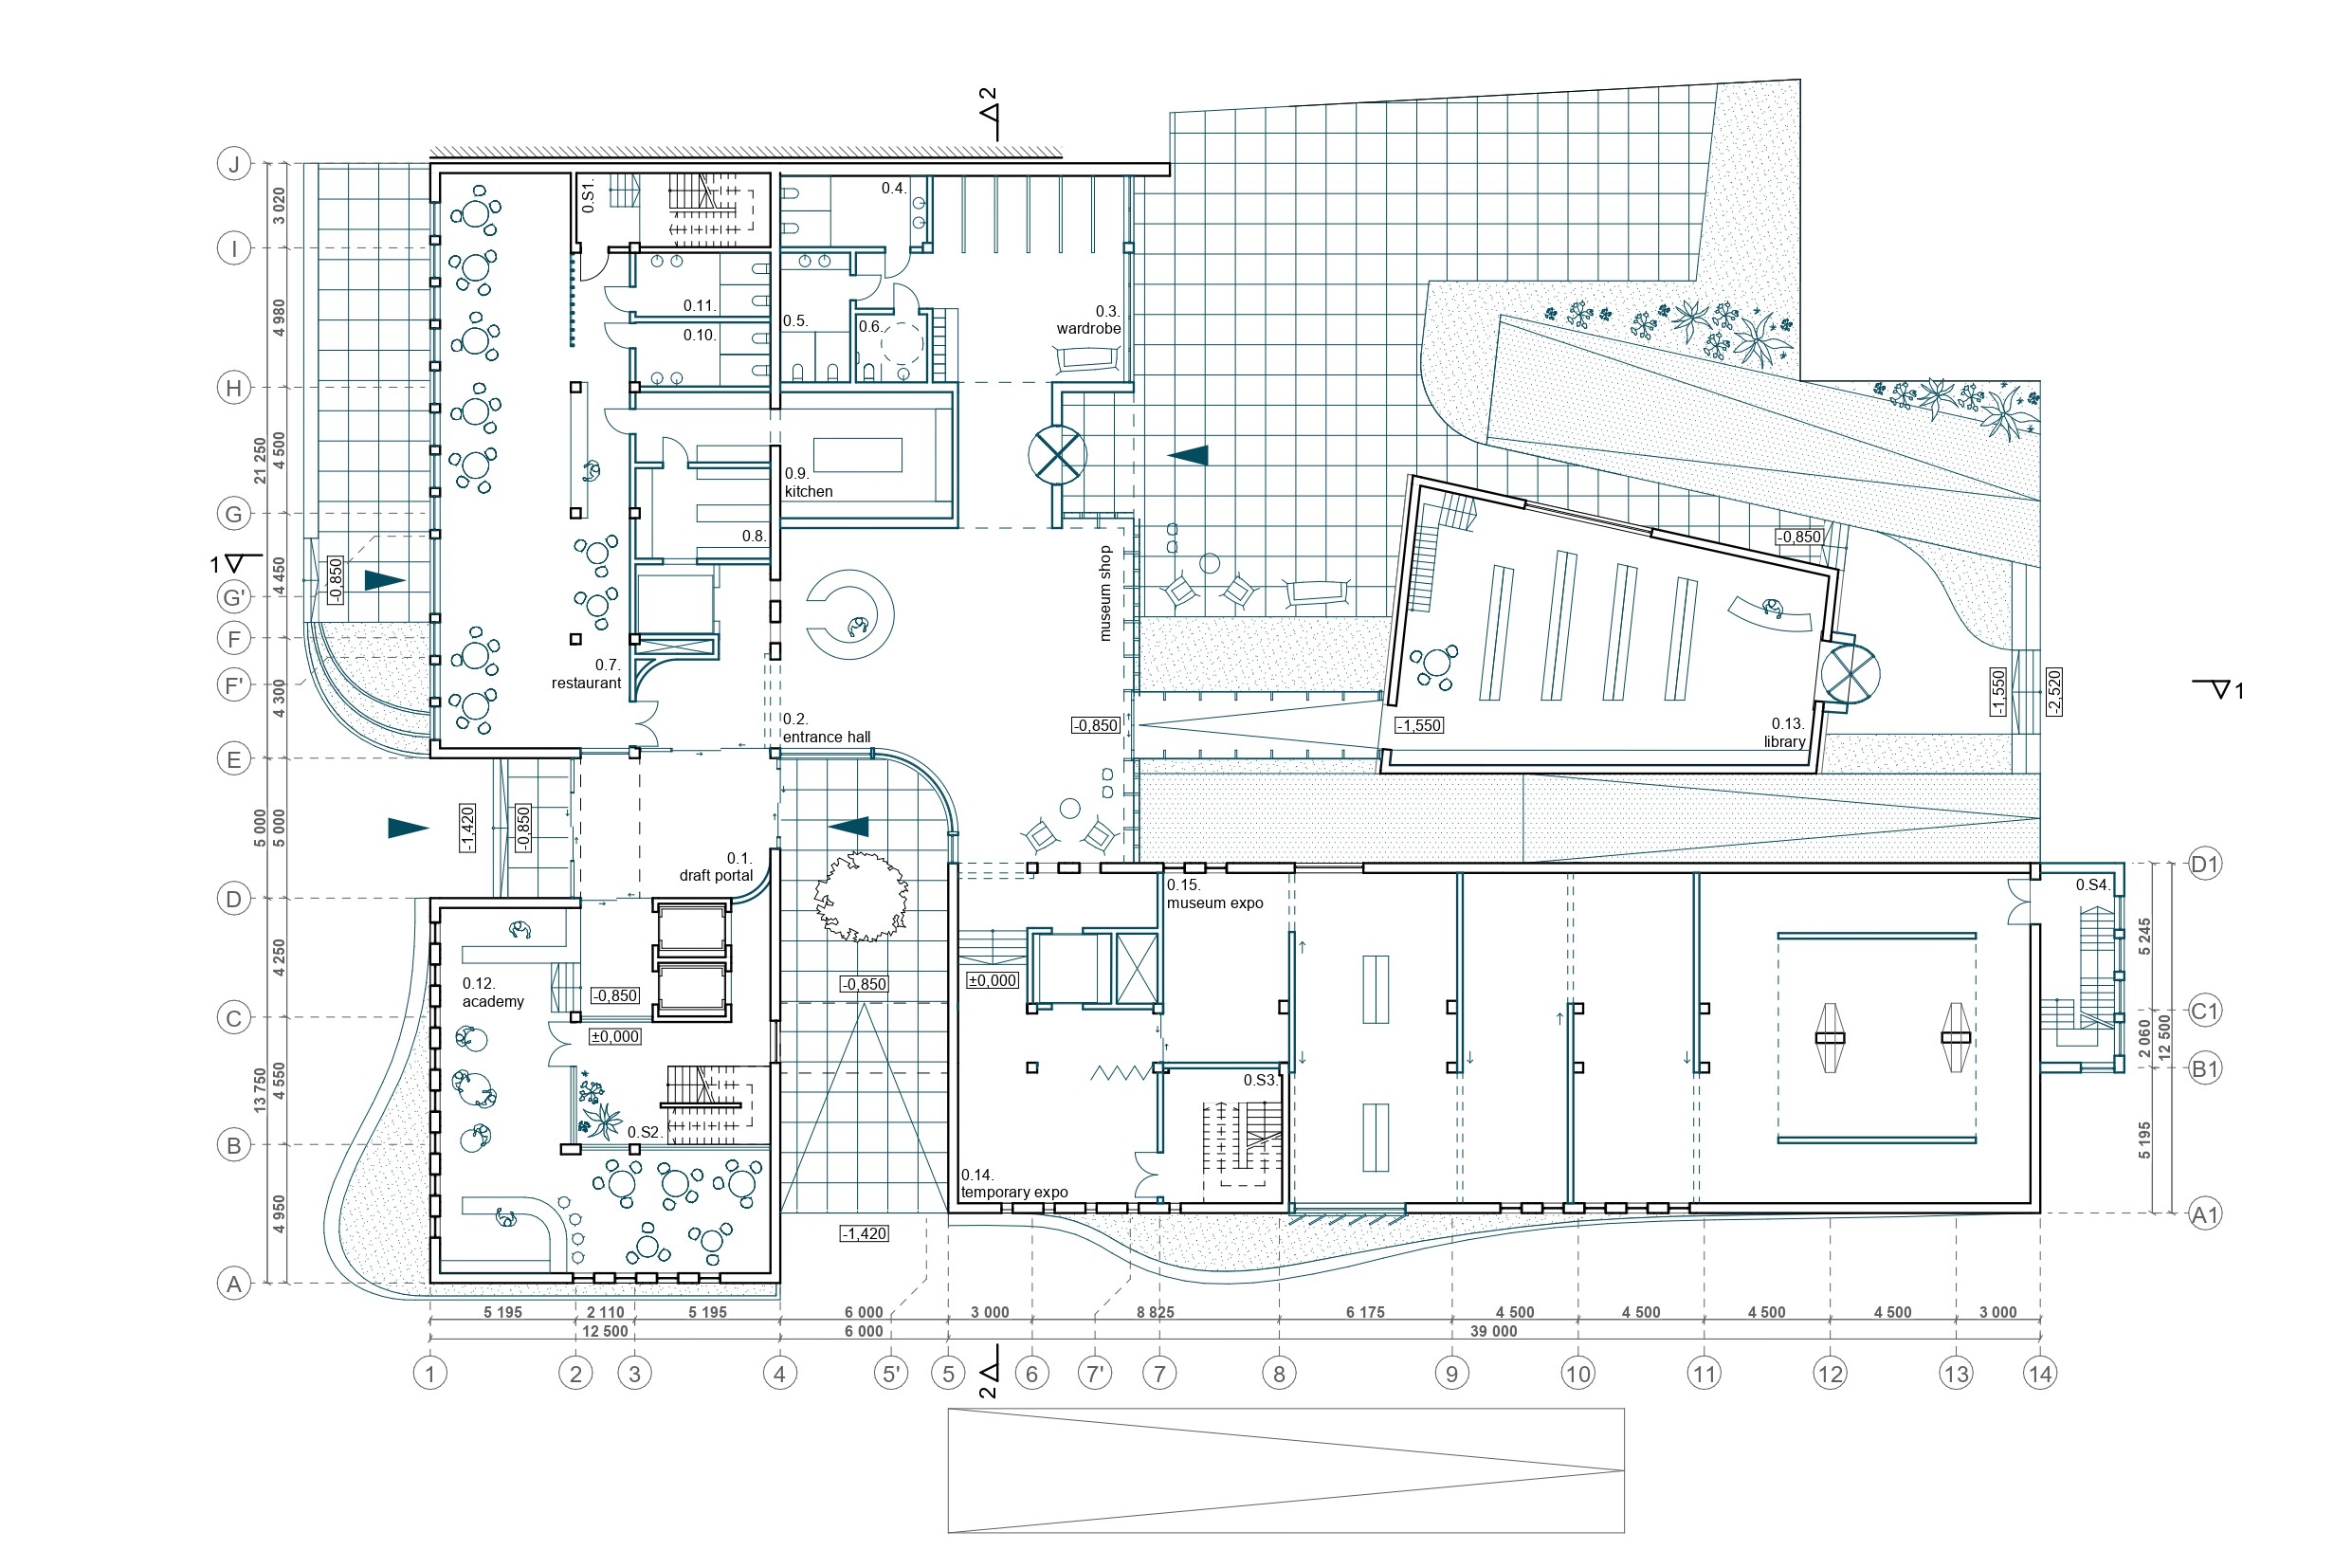 2
J
3 020
0.S1.
0.4.
I
4 980
0.11.
0.10.
0.5.
0.6.
0.3.
wardrobe
H
21 250
4 500
0.9.
kitchen
G
0.8.
-0,850
1
4 450
-0,850
museum shop
G'
F
0.7.
restaurant
F'
4 300
-1,550
-2,520
1
0.2.
entrance hall
-0,850
-1,550
0.13.
library
E
5 000
5 000
-1,420
-0,850
0.1.
draft portal
D1
0.15.
museum expo
0.S4.
D
4 250
5 245
0.12.
academy
-0,850
-0,850
±0,000
C
C1
±0,000
2 060
12 500
13 750
4 550
B1
0.S3.
0.S2.
B
5 195
4 950
0.14.
temporary expo
A1
-1,420
A
5 195
2 110
5 195
6 000
3 000
8 825
6 175
4 500
4 500
4 500
4 500
3 000
12 500
6 000
39 000
1
2
3
4
5'
5
2
6
7'
7
8
9
10
11
12
13
14